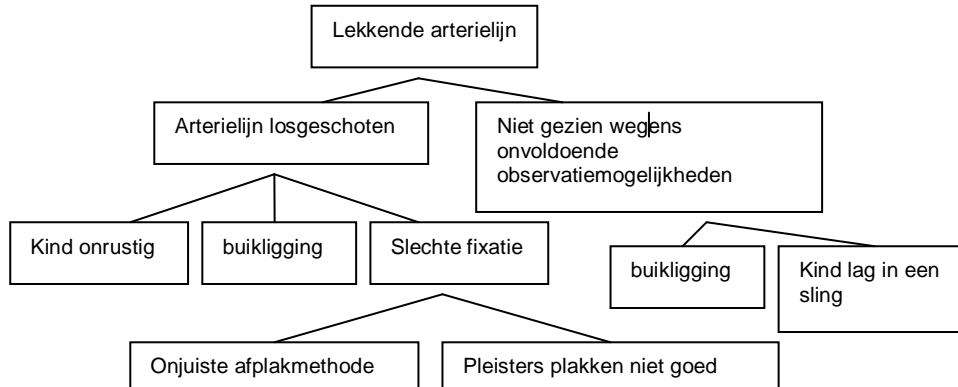 Lekkende arterielijn
Arterielijn losgeschoten
Niet gezien wegens
onvoldoende
observatiemogelijkheden
Kind onrustig
buikligging
Slechte fixatie
buikligging
Kind lag in een
sling
Onjuiste afplakmethode
Pleisters plakken niet goed